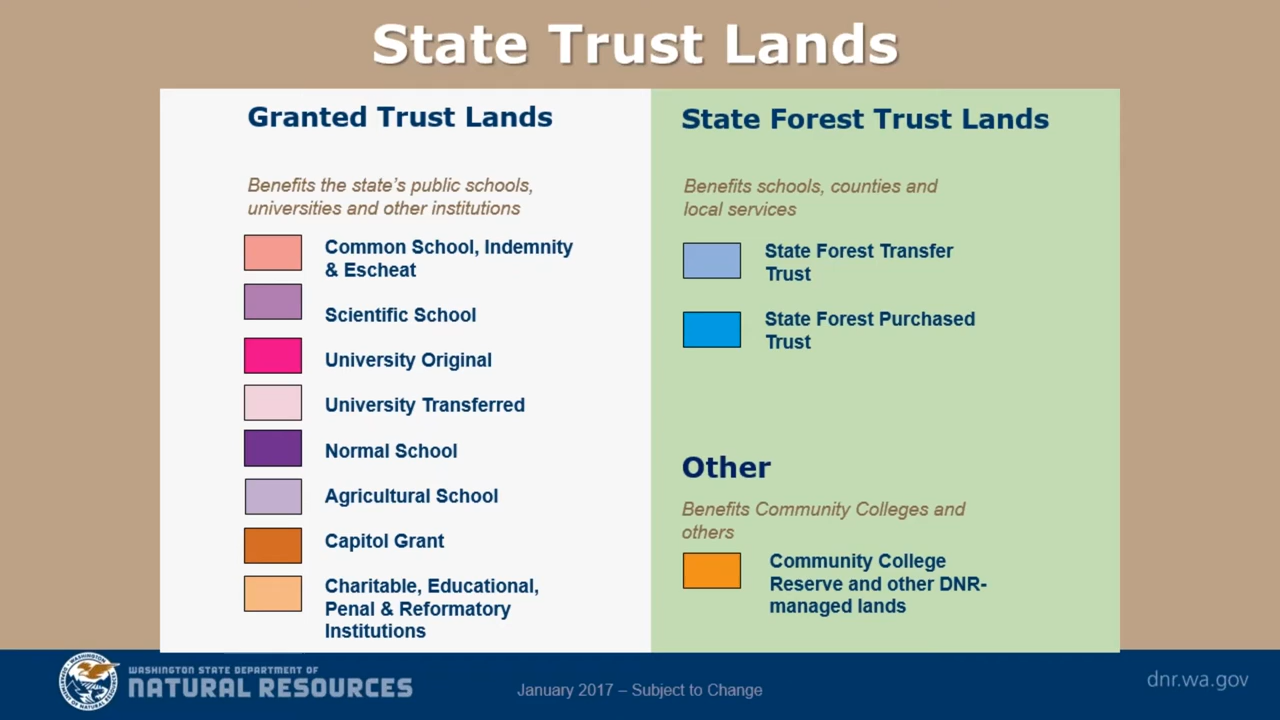 State Trust Lands
Granted Trust Lands
Benefits the state's public schools,
universities and other institutions
Common School, Indemnity
& Escheat
Scientific School
University Original
University Transferred
Normal School
Agricultural School
Capitol Grant
Charitable, Educational,
Penal & Reformatory
Institutions
State Forest Trust Lands
Benefits schools, counties and
local services
State Forest Transfer
Trust
State Forest Purchased
Trust
Other
Benefits Community Colleges and
others
Community College
Reserve and other DNR-
managed lands
WASHINGTON STATE DEPARTMENT OF
NATURAL RESOURCES
January 2017 – Subject to Change
dnr.wa.gov